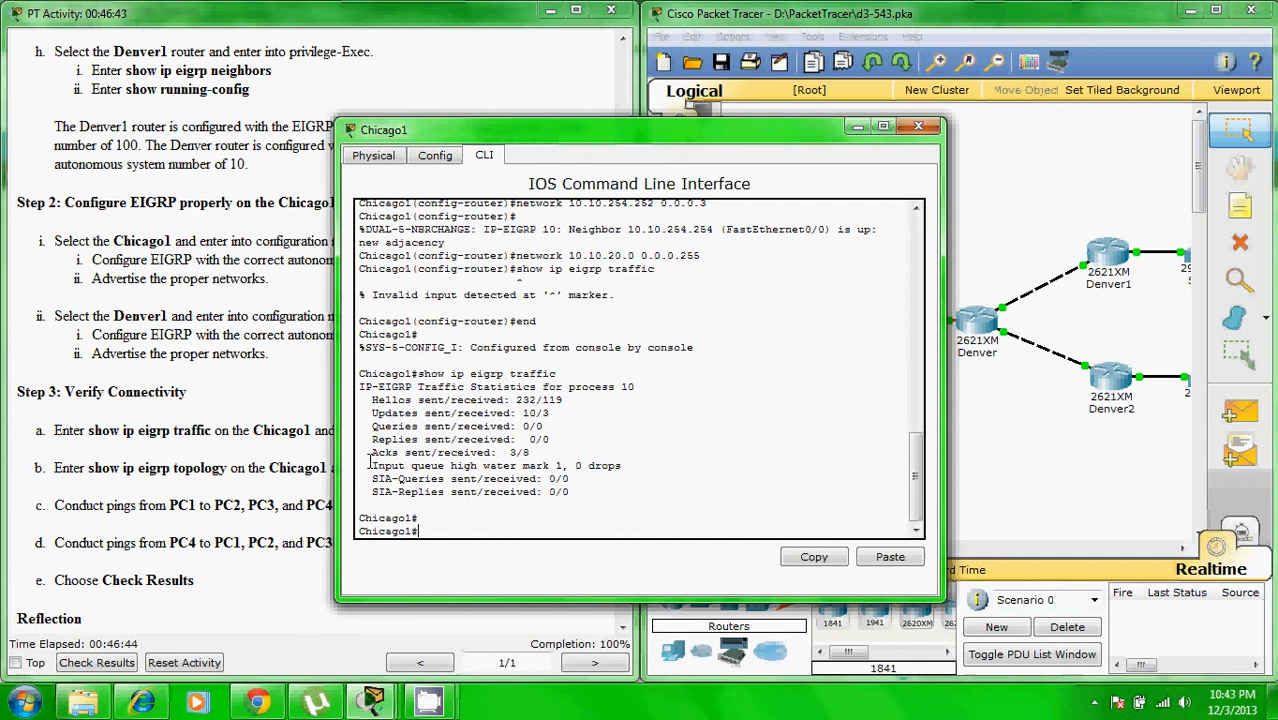 PT Activity: 00:46:43
h. Select the Denver1 router and enter into privilege-Exec.
i. Enter show ip eigrp neighbors
ii. Enter show running-config
The Denver1 router is configured with the EIGRP
number of 100. The Denver router is configured
autonomous system number of 10.
Step 2: Configure EIGRP properly on the Chicago1
i. Select the Chicago1 and enter into configuration
i. Configure EIGRP with the correct autonom
ii. Advertise the proper networks.
ii. Select the Denver1 and enter into configuration
i. Configure EIGRP with the correct autonom
ii. Advertise the proper networks.
Step 3: Verify Connectivity
a. Enter show ip eigrp traffic on the Chicago1 and
b. Enter show ip eigrp topology on the Chicago1
c. Conduct pings from PC1 to PC2, PC3, and PC4
d. Conduct pings from PC4 to PC1, PC2, and PC3
e. Choose Check Results
Reflection
Time Elapsed: 00:46:44
Completion: 100%
Top
Check Results
Reset Activity
<
1/1
>
Chicago1
Physical
Config
CLI
IOS Command Line Interface
Chicago1(config-router)#network 10.10.254.252 0.0.0.3
Chicago1(config-router)#
%DUAL-5-NBRCHANGE: IP-EIGRP 10: Neighbor 10.10.254.254 (FastEthernet0/0) is up:
new adjacency
Chicago1(config-router)#network 10.10.20.0 0.0.0.255
Chicago1(config-router)#show ip eigrp traffic
^
% Invalid input detected at '^' marker.
Chicago1(config-router)#end
Chicago1#
%SYS-5-CONFIG_I: Configured from console by console
Chicago1#show ip eigrp traffic
IP-EIGRP Traffic Statistics for process 10
Hellos sent/received: 232/119
Updates sent/received: 10/3
Queries sent/received: 0/0
Replies sent/received: 0/0
Acks sent/received: 3/8
Input queue high water mark 1, 0 drops
SIA-Queries sent/received: 0/0
SIA-Replies sent/received: 0/0
Chicago1#
Chicago1#
Copy
Paste
Cisco Packet Tracer - D:\PacketTracer\d3-543.pka
File Edit Options View Tools Extensions Help
Logical
[Root]
New Cluster
Move Object
Set Tiled Background
Viewport
2621XM
Denver1
2621XM
Denver
2621XM
Denver2
Realtime
Scenario 0
New
Delete
Toggle PDU List Window
Fire
Last Status
Source
Routers
1841
1941
2620XM
1841
10:43 PM
12/3/2013